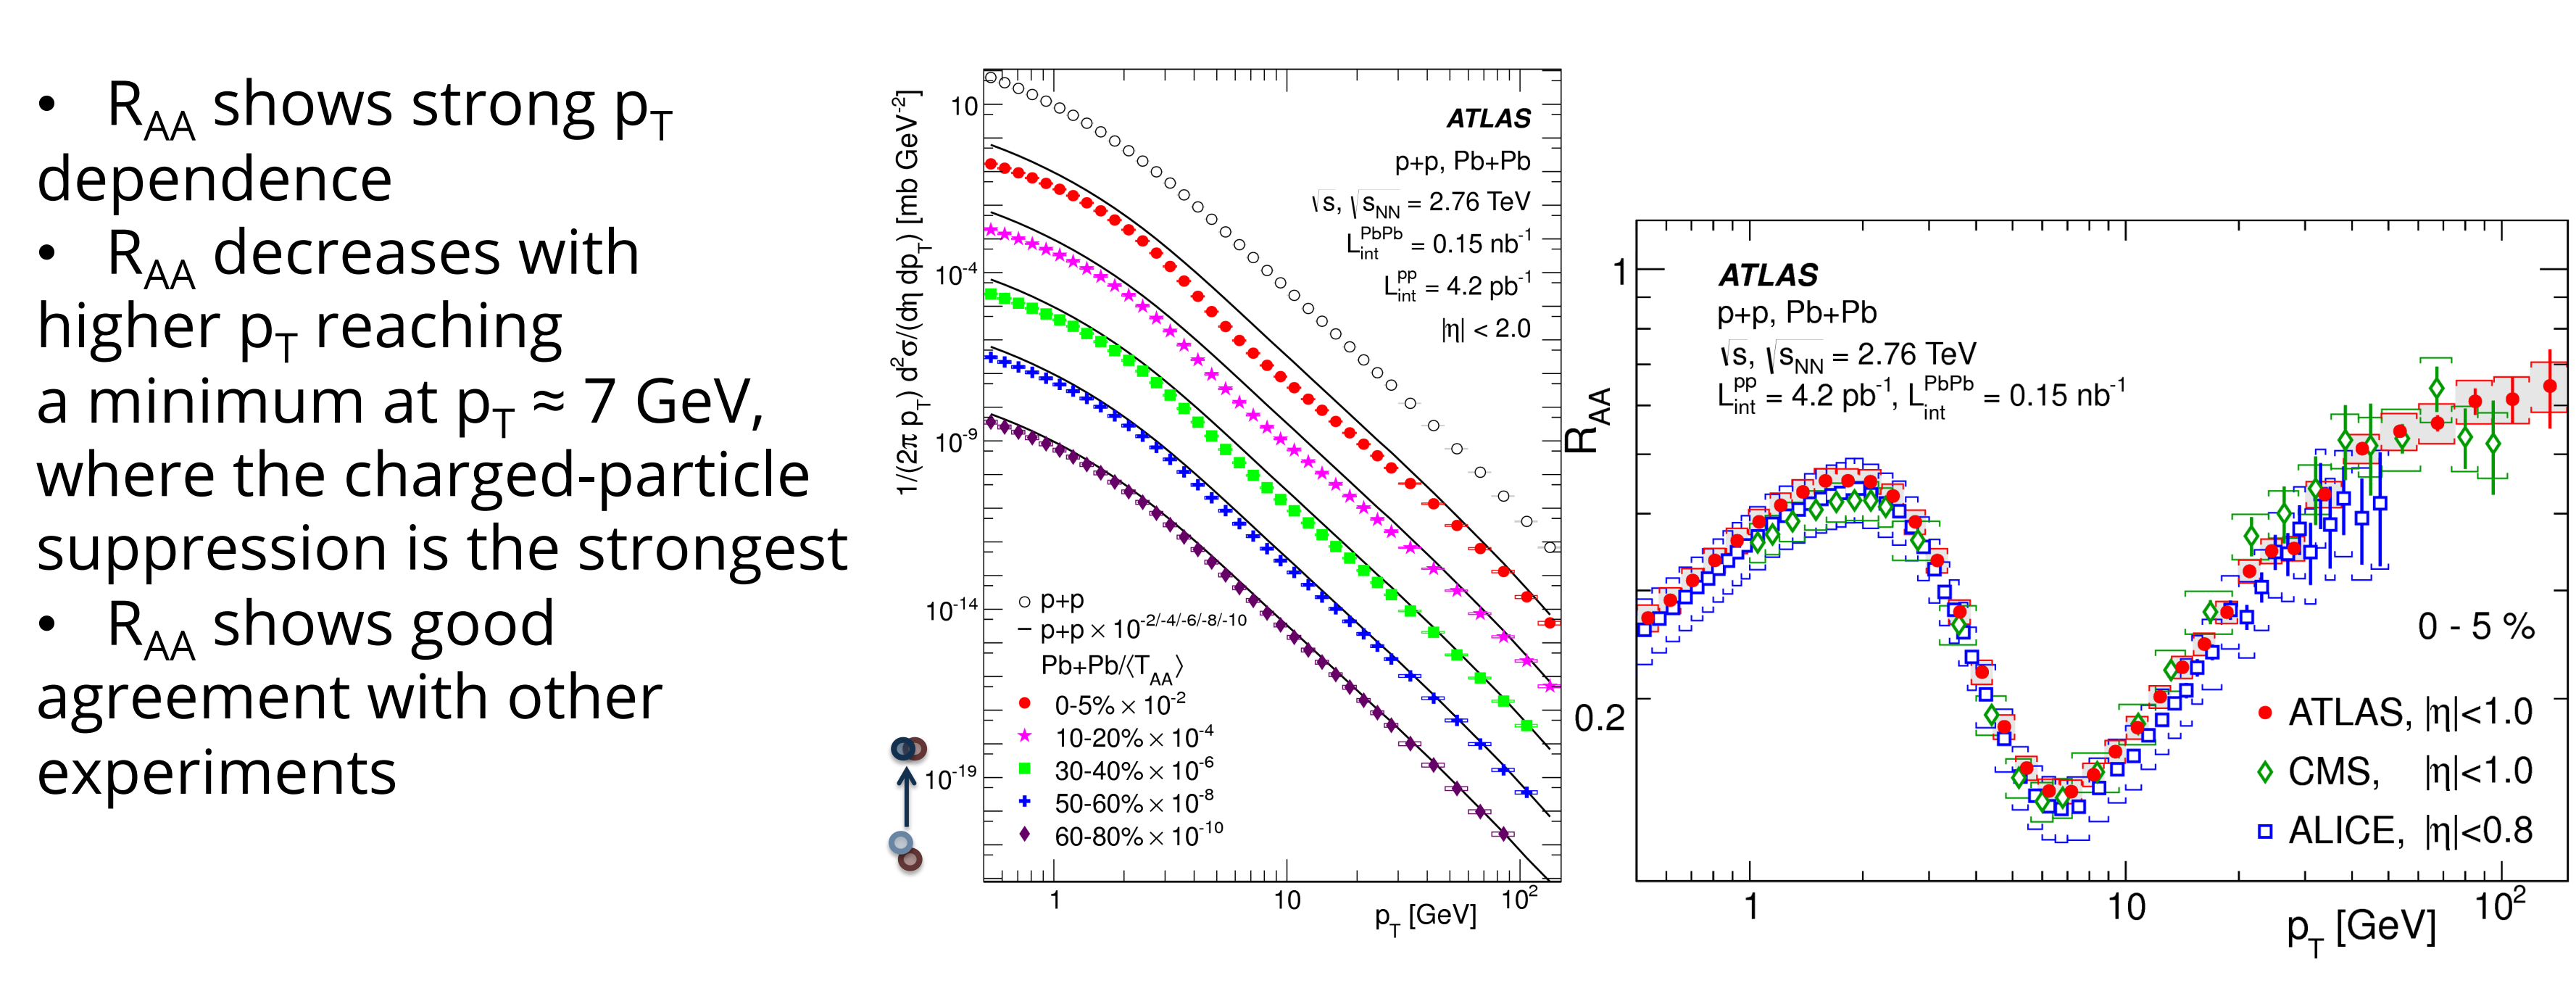 • R_AA shows strong p_T
dependence
• R_AA decreases with
higher p_T reaching
a minimum at p_T ≈ 7 GeV,
where the charged-particle
suppression is the strongest
• R_AA shows good
agreement with other
experiments
1/(2π p_T) d²σ/(dη dp_T) [mb GeV⁻²]
10
10⁻⁴
10⁻⁹
10⁻¹⁴
10⁻¹⁹
ATLAS
p+p, Pb+Pb
√s, √s_NN = 2.76 TeV
L_int^PbPb = 0.15 nb⁻¹
L_int^pp = 4.2 pb⁻¹
|η| < 2.0
p+p
p+p × 10^-2/-4/-6/-8/-10
Pb+Pb/⟨T_AA⟩
0-5% × 10⁻²
10-20% × 10⁻⁴
30-40% × 10⁻⁶
50-60% × 10⁻⁸
60-80% × 10⁻¹⁰
1 10 10²
p_T [GeV]
R_AA
1
0.2
ATLAS
p+p, Pb+Pb
√s, √s_NN = 2.76 TeV
L_int^pp = 4.2 pb⁻¹, L_int^PbPb = 0.15 nb⁻¹
0 - 5 %
ATLAS, |η|<1.0
CMS, |η|<1.0
ALICE, |η|<0.8
1 10 10²
p_T [GeV]